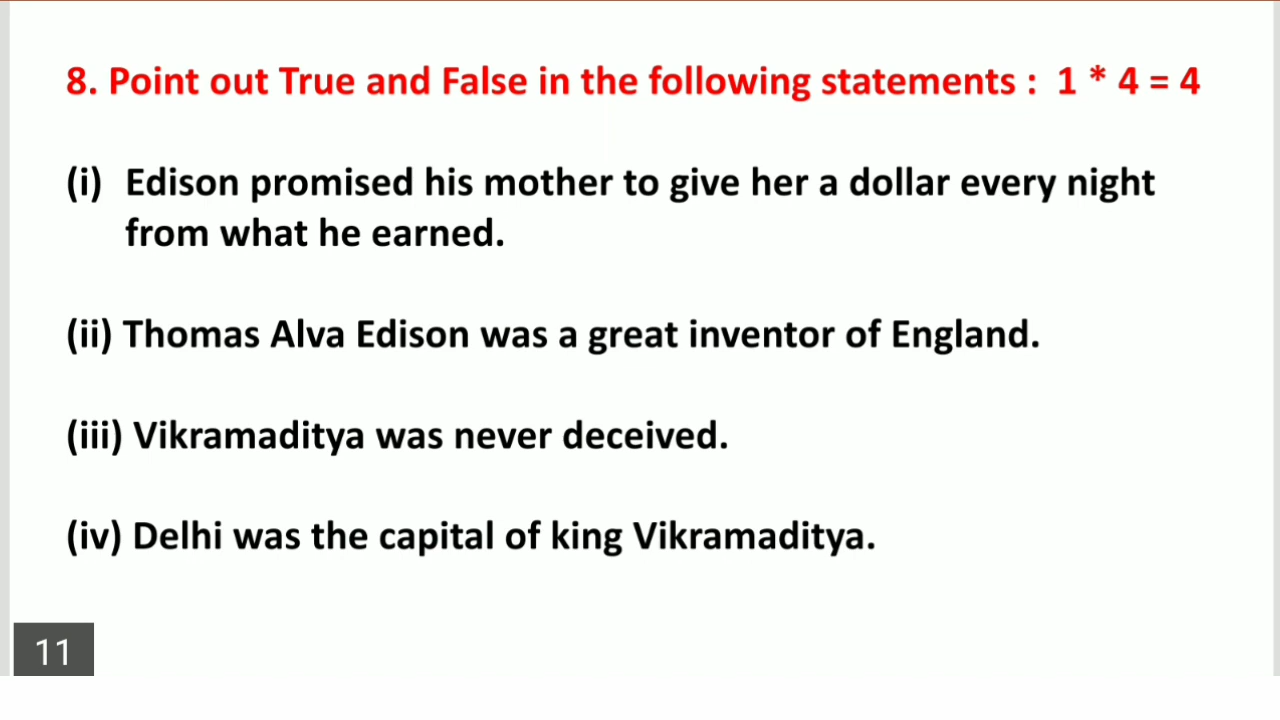 8. Point out True and False in the following statements : 1 * 4 = 4
(i) Edison promised his mother to give her a dollar every night
from what he earned.
(ii) Thomas Alva Edison was a great inventor of England.
(iii) Vikramaditya was never deceived.
(iv) Delhi was the capital of king Vikramaditya.
11